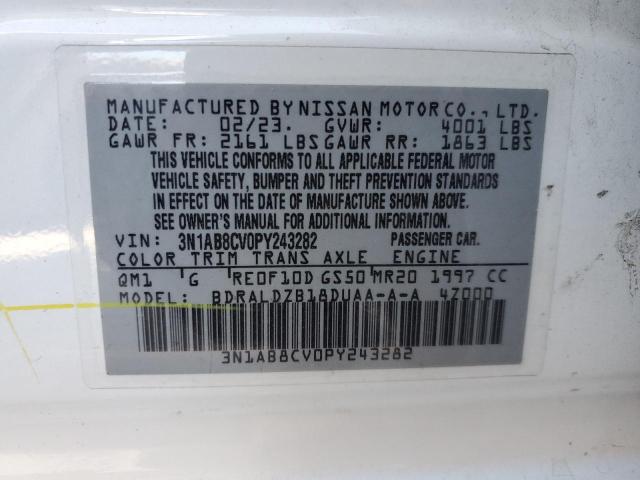 MANUFACTURED BY NISSAN MOTOR CO., LTD.
DATE: 02/23. GVWR: 4001 LBS
GAWR FR: 2161 LBS GAWR RR: 1863 LBS
THIS VEHICLE CONFORMS TO ALL APPLICABLE FEDERAL MOTOR
VEHICLE SAFETY, BUMPER AND THEFT PREVENTION STANDARDS
IN EFFECT ON THE DATE OF MANUFACTURE SHOWN ABOVE.
SEE OWNER'S MANUAL FOR ADDITIONAL INFORMATION.
VIN: 3N1AB8CV0PY243282 PASSENGER CAR.
COLOR TRIM TRANS AXLE ENGINE
QM1 G RE0F10D GS50 MR20 1997 CC
MODEL: BDRALDZB18DUAA-A-A 4Z000
3N1AB8CV0PY243282